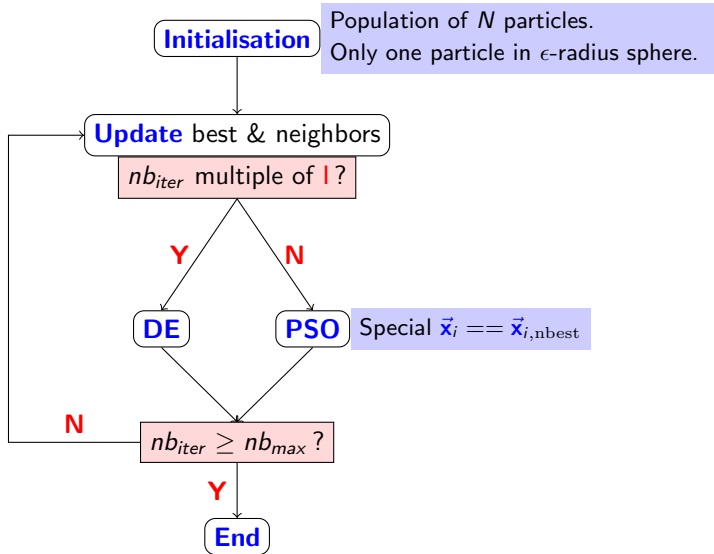 Initialisation
Population of N particles.
Only one particle in ϵ-radius sphere.
Update best & neighbors
nb_iter multiple of I ?
Y
N
DE
PSO
Special x⃗_i == x⃗_i,nbest
N
nb_iter ≥ nb_max ?
Y
End